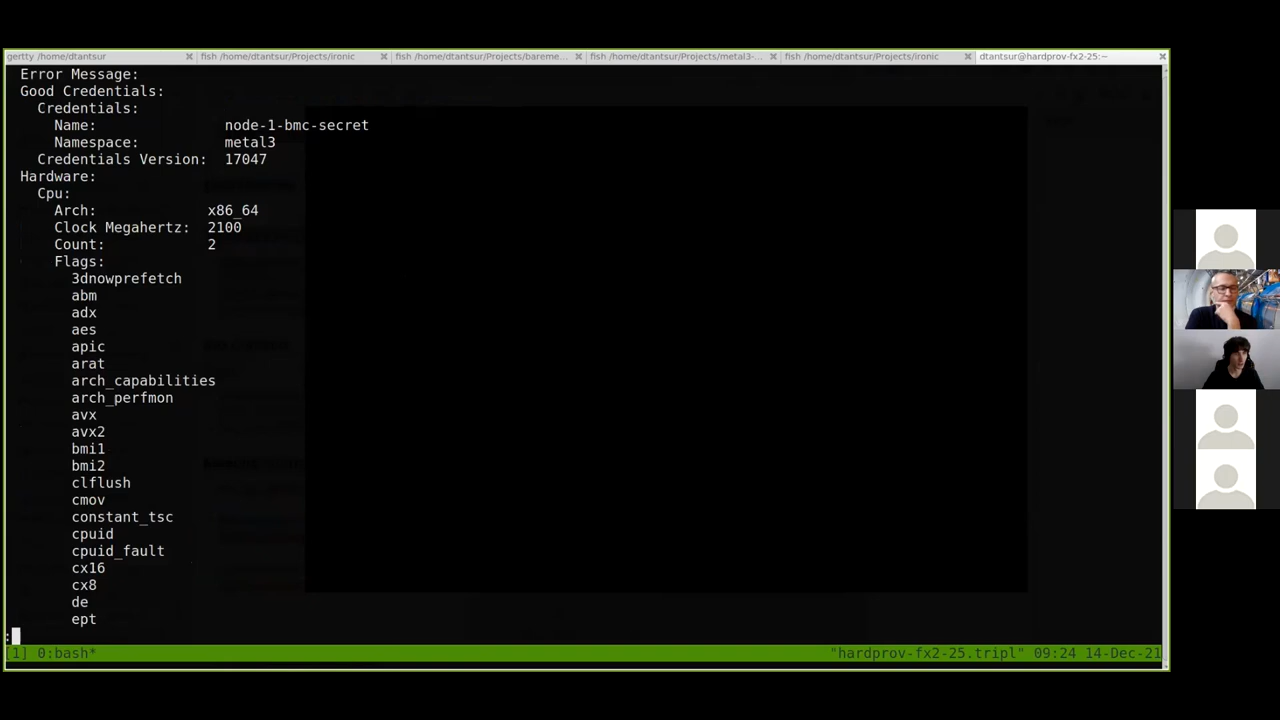 gertty /home/dtantsur
fish /home/dtantsur/Projects/ironic
fish /home/dtantsur/Projects/bareme...
fish /home/dtantsur/Projects/metal3-...
fish /home/dtantsur/Projects/ironic
dtantsur@hardprov-fx2-25:~
Error Message:
Good Credentials:
Credentials:
Name: node-1-bmc-secret
Namespace: metal3
Credentials Version: 17047
Hardware:
Cpu:
Arch: x86_64
Clock Megahertz: 2100
Count: 2
Flags:
3dnowprefetch
abm
adx
aes
apic
arat
arch_capabilities
arch_perfmon
avx
avx2
bmi1
bmi2
clflush
cmov
constant_tsc
cpuid
cpuid_fault
cx16
cx8
de
ept
:
[1] 0:bash* "hardprov-fx2-25.tripl" 09:24 14-Dec-21